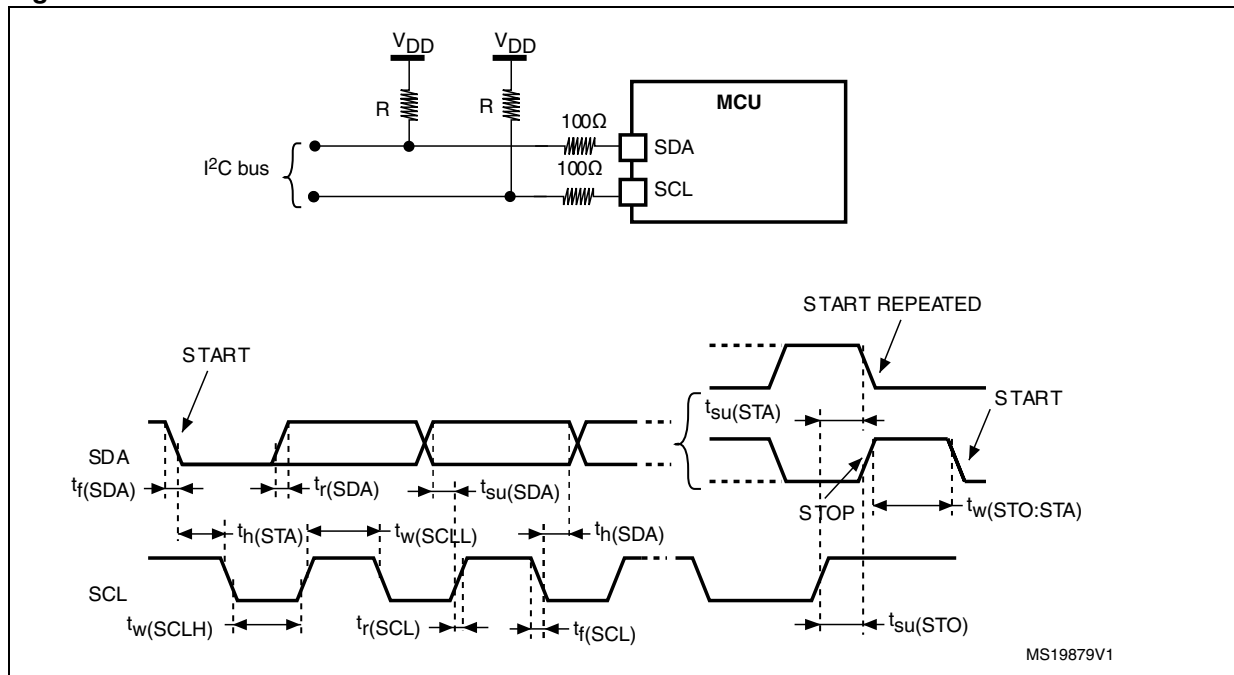 VDD VDD
R R
MCU
100Ω
SDA
100Ω
SCL
I²C bus
START REPEATED
START
START
tsu(STA)
SDA
tf(SDA)
tr(SDA)
tsu(SDA)
STOP
tw(STO:STA)
th(STA)
tw(SCLL)
th(SDA)
SCL
tw(SCLH)
tr(SCL)
tf(SCL)
tsu(STO)
MS19879V1